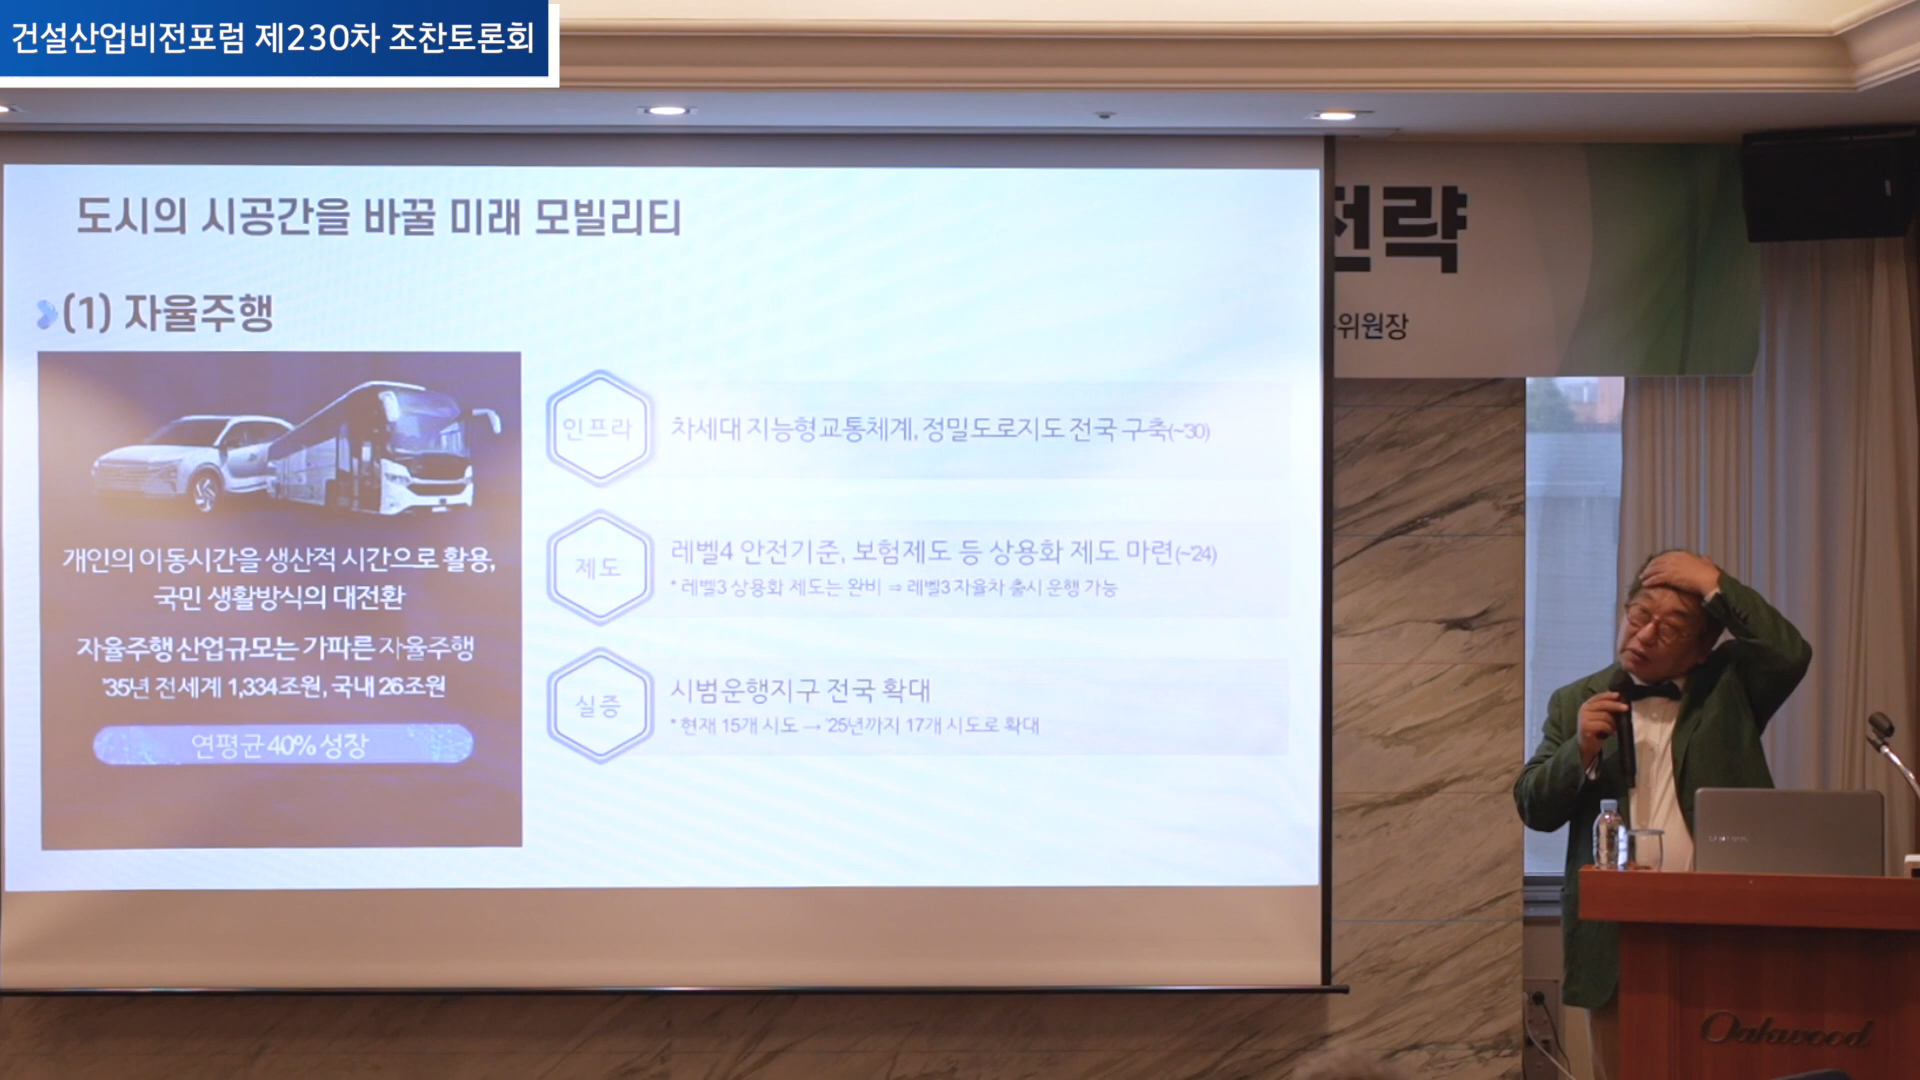 건설산업비전포럼 제230차 조찬토론회
전략
위원장
도시의 시공간을 바꿀 미래 모빌리티
(1) 자율주행
개인의 이동시간을 생산적 시간으로 활용,
국민 생활방식의 대전환
자율주행 산업규모는 가파른 자율주행
'35년 전세계 1,334조원, 국내 26조원
연평균 40% 성장
인프라
차세대 지능형교통체계, 정밀도로지도 전국 구축(~'30)
제도
레벨4 안전기준, 보험제도 등 상용화 제도 마련(~'24)
* 레벨3 상용화 제도는 완비 ⇒ 레벨3 자율차 출시 운행 가능
실증
시범운행지구 전국 확대
* 현재 15개 시도 → '25년까지 17개 시도로 확대
SAMSUNG
Oakwood